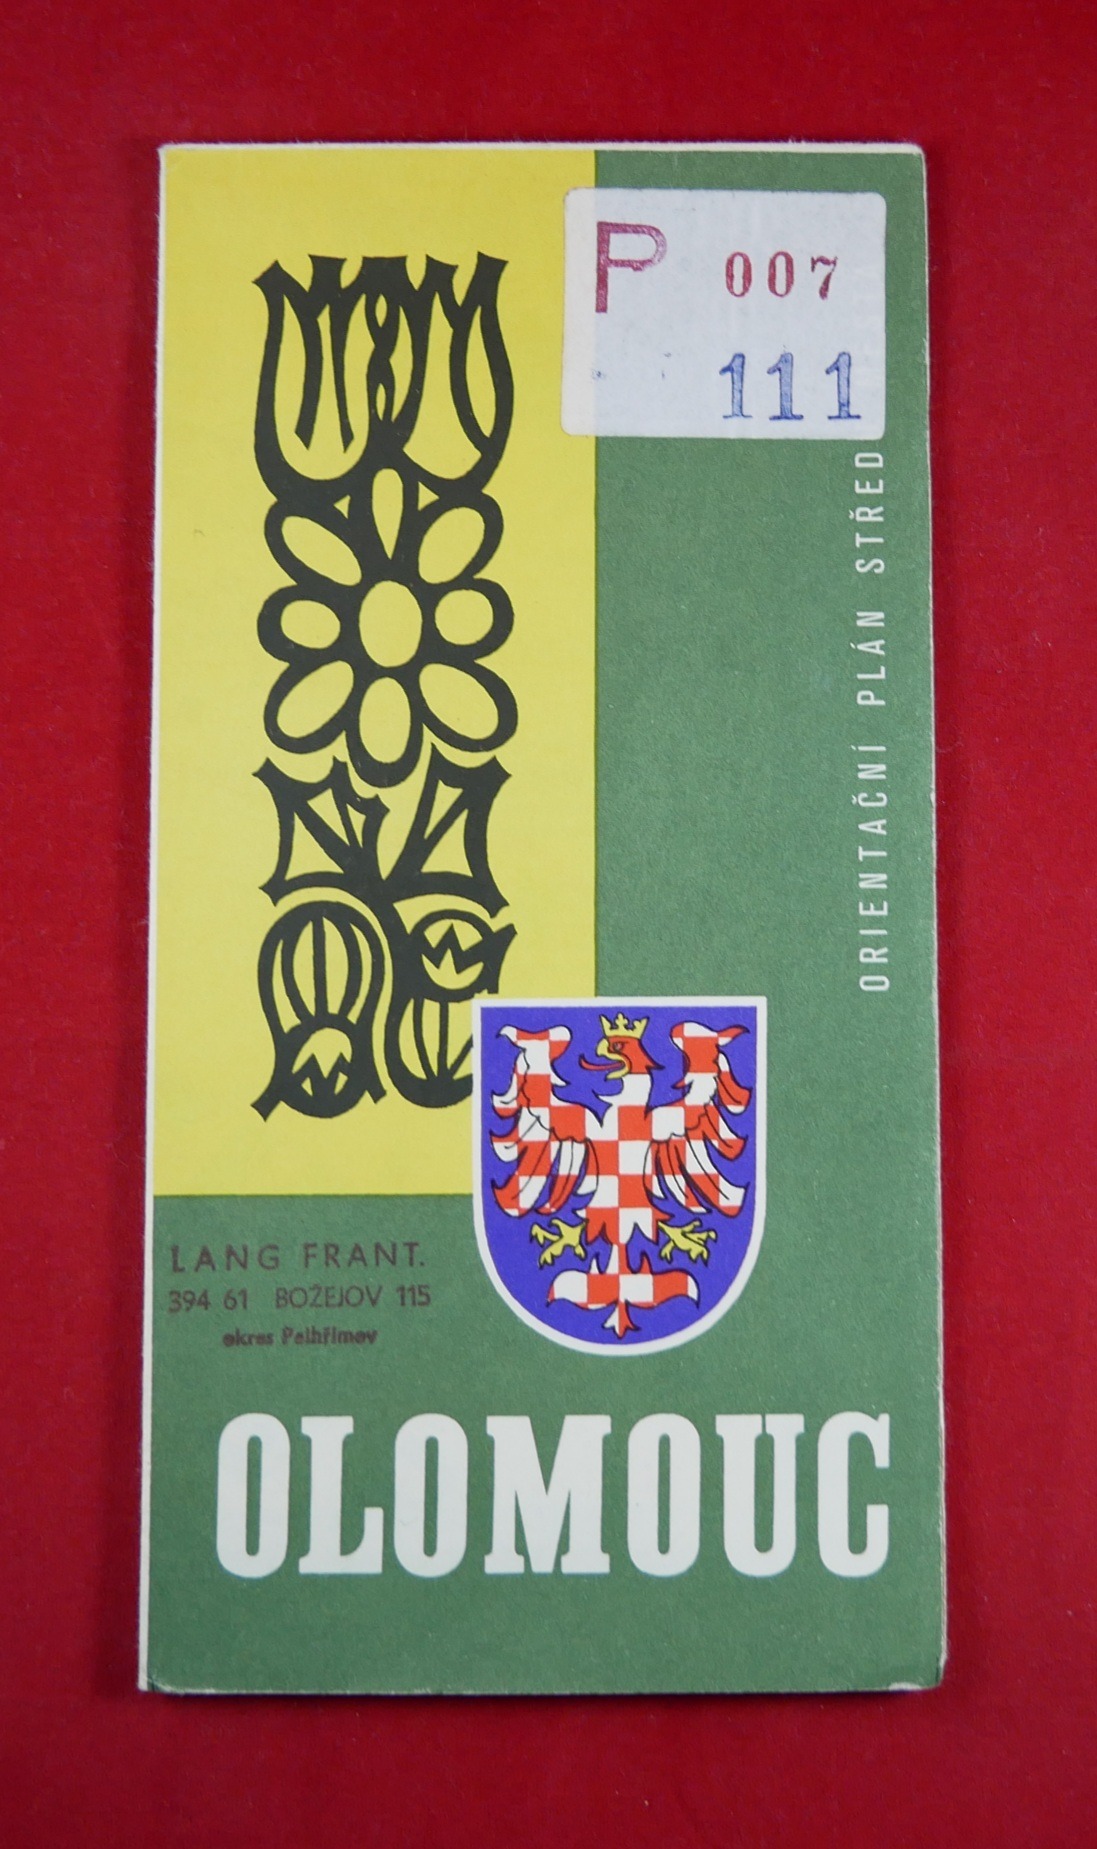 P 007
111
ORIENTAČNÍ PLÁN STŘED
LANG FRANT.
394 61 BOŽEJOV 115
okres Pelhřimov
OLOMOUC